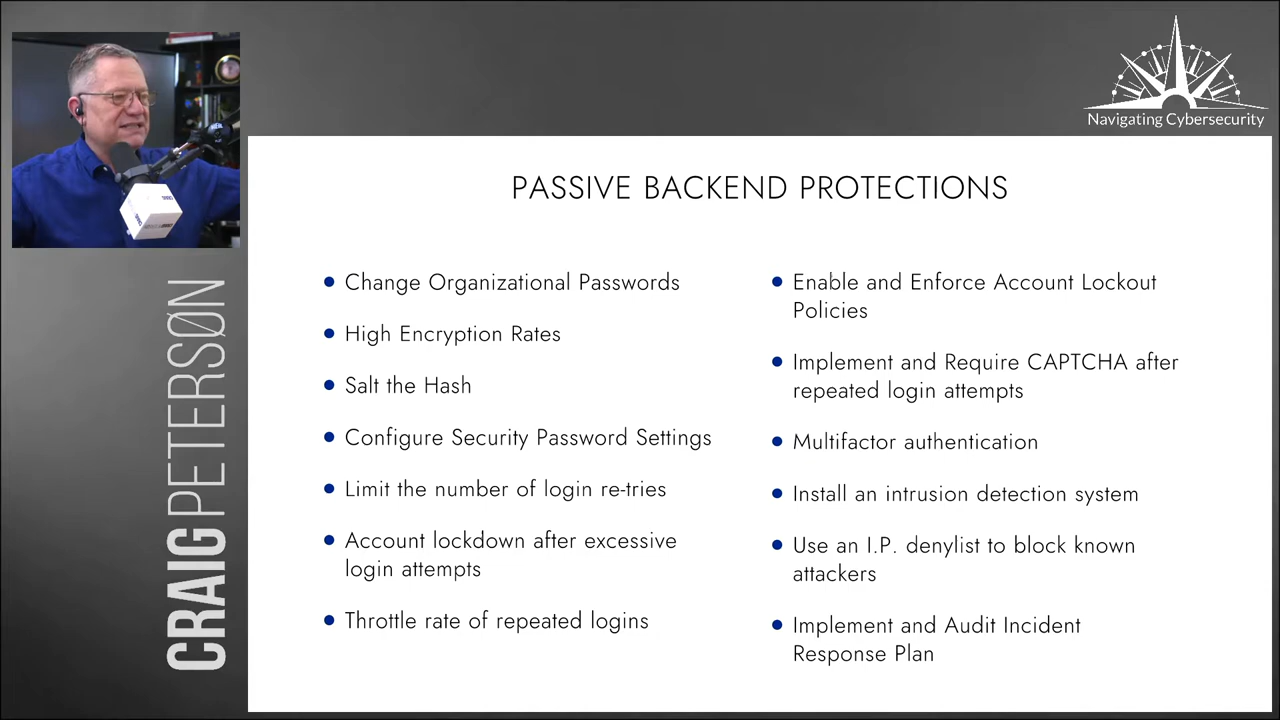 Navigating Cybersecurity
CRAIG PETERSØN
PASSIVE BACKEND PROTECTIONS
● Change Organizational Passwords
● High Encryption Rates
● Salt the Hash
● Configure Security Password Settings
● Limit the number of login re-tries
● Account lockdown after excessive
login attempts
● Throttle rate of repeated logins
● Enable and Enforce Account Lockout
Policies
● Implement and Require CAPTCHA after
repeated login attempts
● Multifactor authentication
● Install an intrusion detection system
● Use an I.P. denylist to block known
attackers
● Implement and Audit Incident
Response Plan